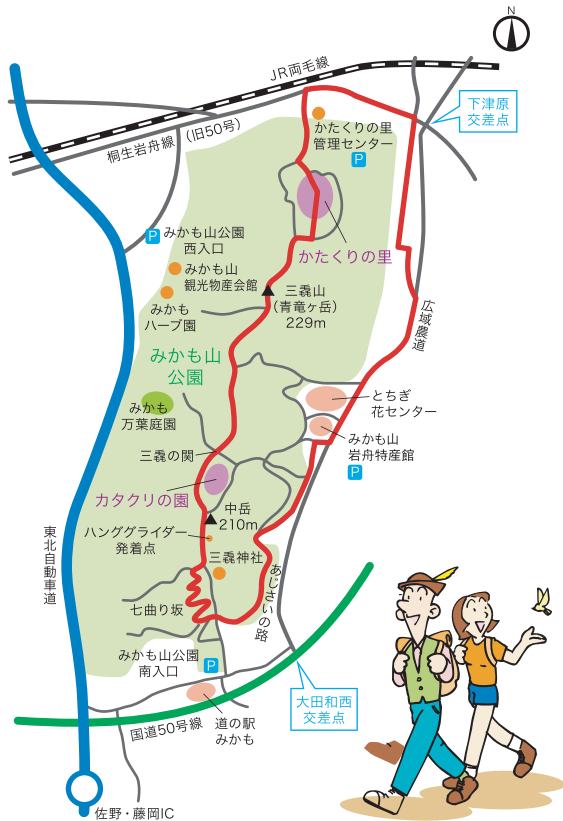 N
JR両毛線
桐生岩舟線
(旧50号)
下津原
交差点
かたくりの里
管理センター
P
かたくりの里
P
みかも山公園
西入口
みかも山
観光物産会館
みかも
ハーブ園
三毳山
(青竜ヶ岳)
229m
広域農道
みかも山
公園
とちぎ
花センター
みかも
万葉庭園
みかも山
岩舟特産館
P
三毳の関
カタクリの園
中岳
210m
ハンググライダー
発着点
三毳神社
東北自動車道
あじさいの路
七曲り坂
みかも山公園
南入口
P
大田和西
交差点
国道50号線
道の駅
みかも
佐野・藤岡IC